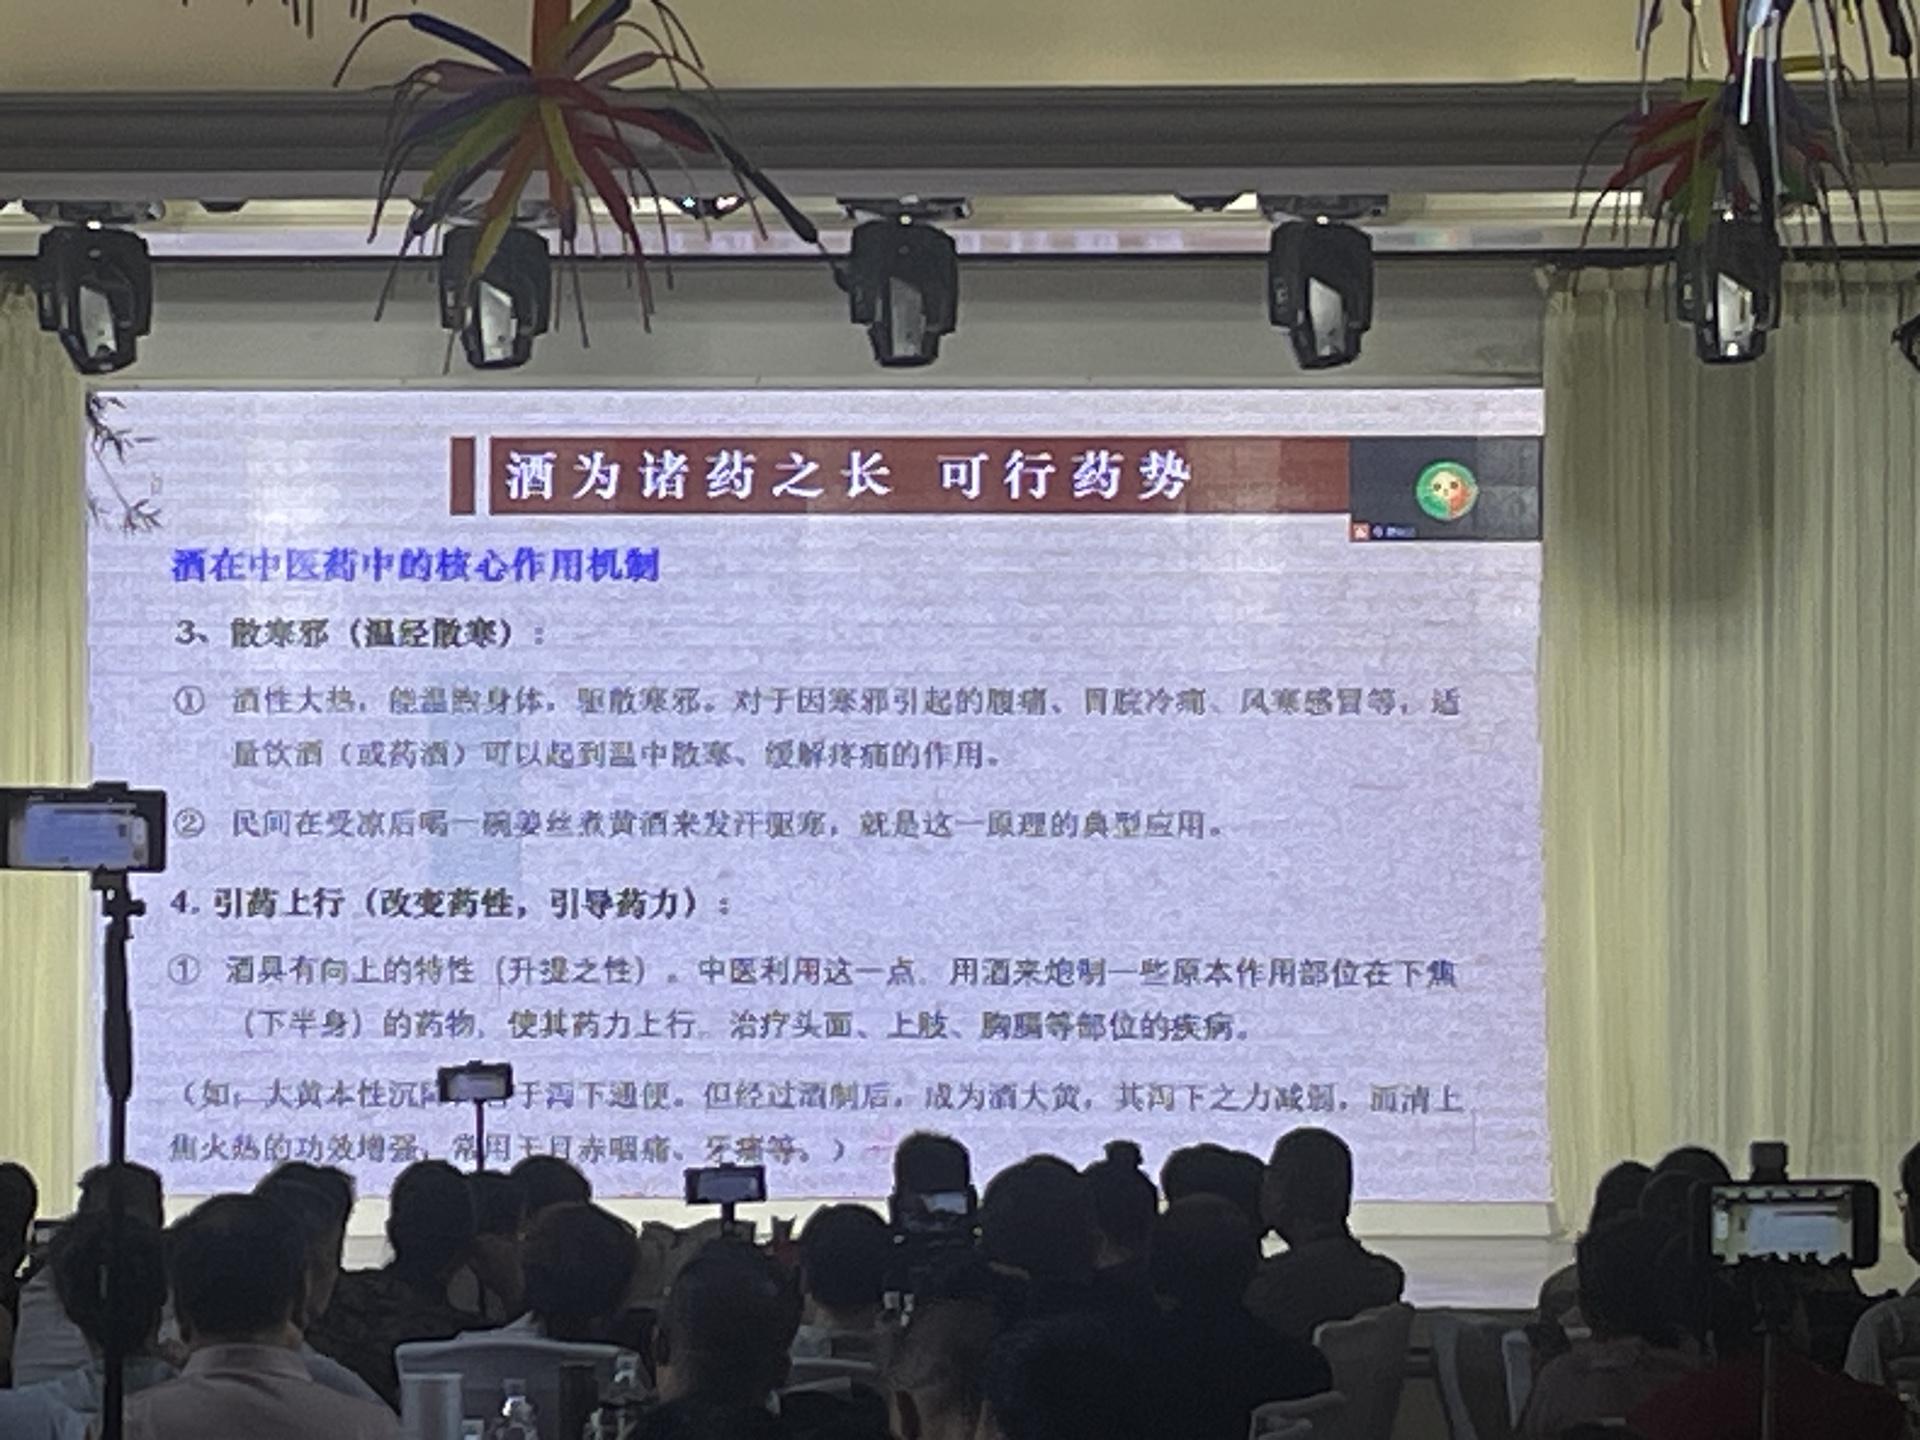 酒为诸药之长 可行药势
酒在中医药中的核心作用机制
3、散寒邪（温经散寒）：
① 酒性大热，能温煦身体，驱散寒邪。对于因寒邪引起的腹痛、胃脘冷痛、风寒感冒等，适
量饮酒（或药酒）可以起到温中散寒、缓解疼痛的作用。
② 民间在受凉后喝一碗姜丝煮黄酒来发汗驱寒，就是这一原理的典型应用。
4. 引药上行（改变药性，引导药力）：
① 酒具有向上的特性（升提之性）。中医利用这一点，用酒来炮制一些原本作用部位在下焦
（下半身）的药物，使其药力上行，治疗头面、上肢、胸膈等部位的疾病。
（如：大黄本性沉降 于泻下通便。但经过酒制后，成为酒大黄，其泻下之力减弱，而清上
焦火热的功效增强，常用于目赤咽痛、牙痛等。）